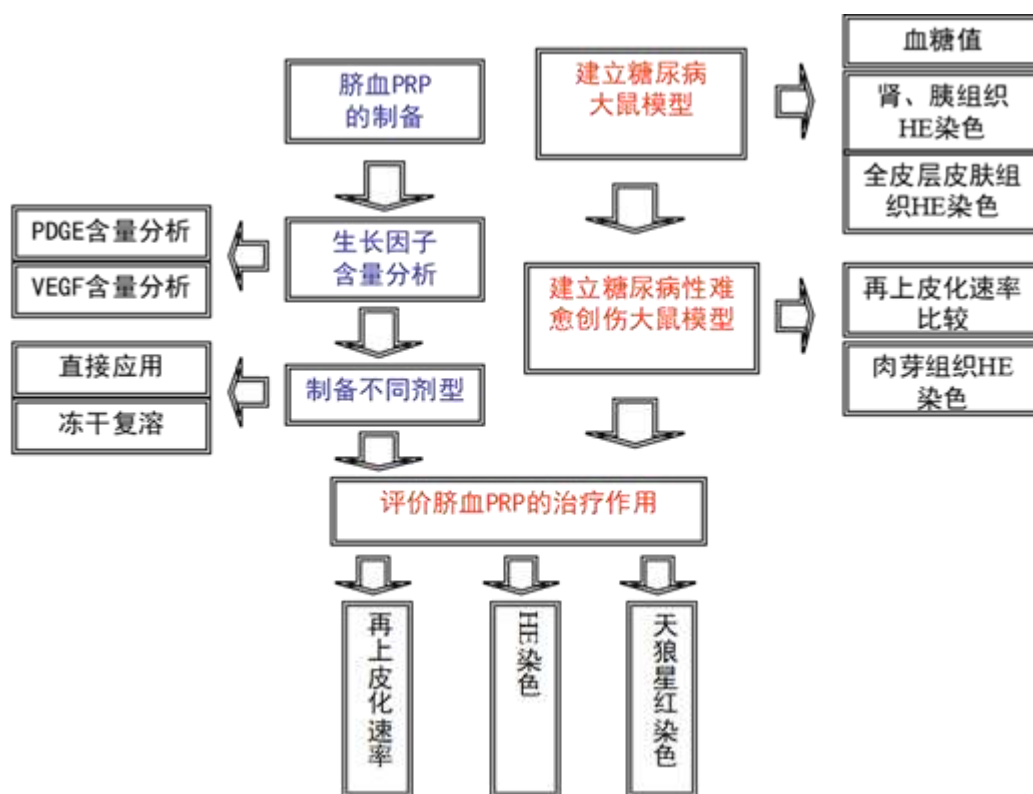 脐血PRP
的制备
建立糖尿病
大鼠模型
血糖值
肾、胰组织
HE染色
全皮层皮肤组
织HE染色
PDGE含量分析
VEGF含量分析
生长因子
含量分析
建立糖尿病性难
愈创伤大鼠模型
再上皮化速率
比较
肉芽组织HE
染色
直接应用
冻干复溶
制备不同剂型
评价脐血PRP的治疗作用
再上皮化速率
HE染色
天狼星红染色